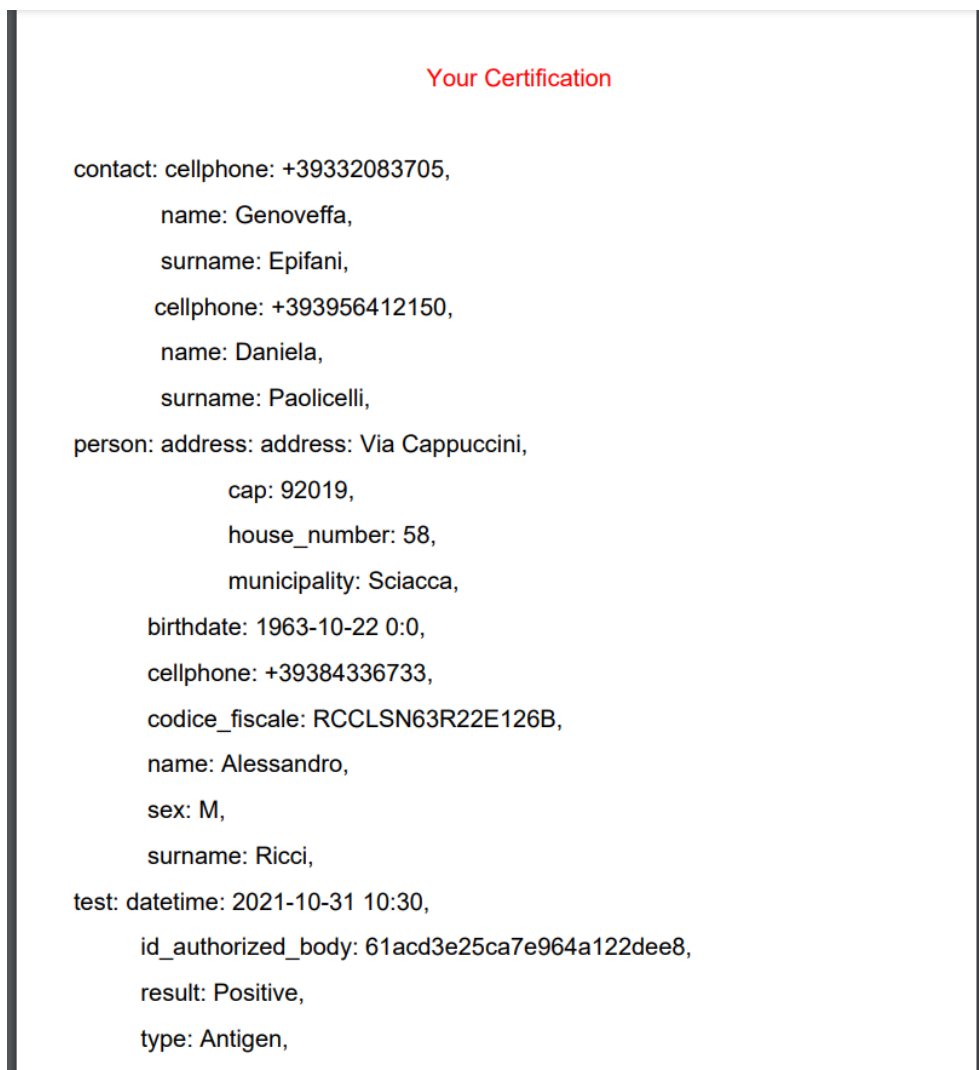 Your Certification
contact: cellphone: +39332083705,
name: Genoveffa,
surname: Epifani,
cellphone: +393956412150,
name: Daniela,
surname: Paolicelli,
person: address: address: Via Cappuccini,
cap: 92019,
house_number: 58,
municipality: Sciacca,
birthdate: 1963-10-22 0:0,
cellphone: +39384336733,
codice_fiscale: RCCLSN63R22E126B,
name: Alessandro,
sex: M,
surname: Ricci,
test: datetime: 2021-10-31 10:30,
id_authorized_body: 61acd3e25ca7e964a122dee8,
result: Positive,
type: Antigen,